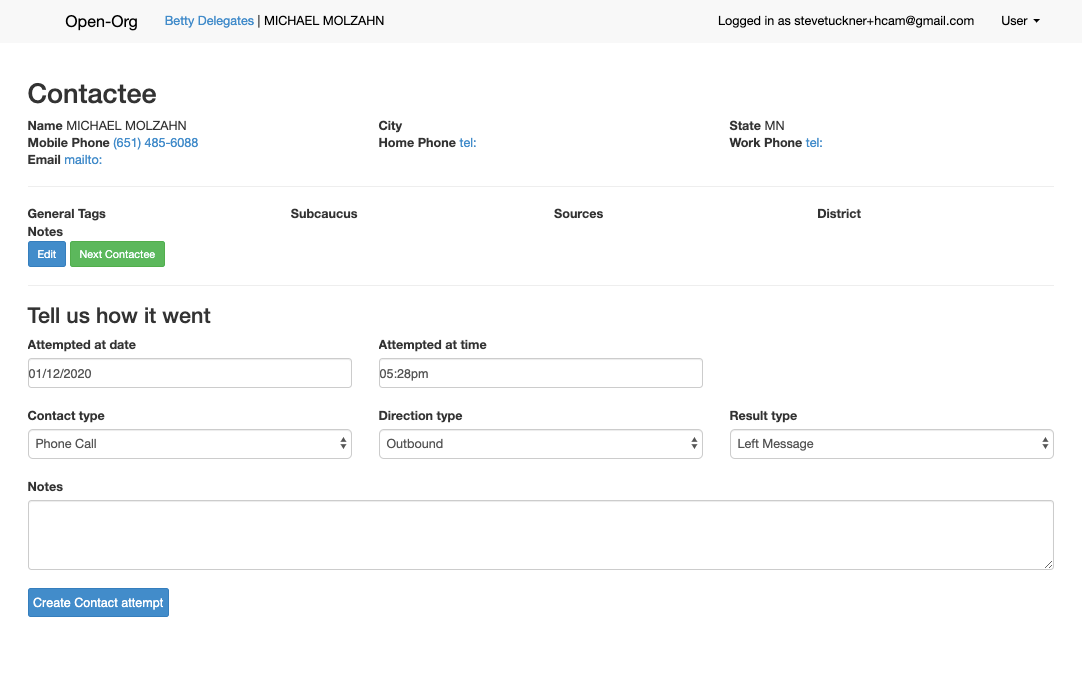 Open-Org Betty Delegates | MICHAEL MOLZAHN Logged in as stevetuckner+hcam@gmail.com User
Contactee
Name MICHAEL MOLZAHN City State MN
Mobile Phone (651) 485-6088 Home Phone tel: Work Phone tel:
Email mailto:
General Tags Subcaucus Sources District
Notes
Edit Next Contactee
Tell us how it went
Attempted at date Attempted at time
01/12/2020 05:28pm
Contact type Direction type Result type
Phone Call Outbound Left Message
Notes
Create Contact attempt